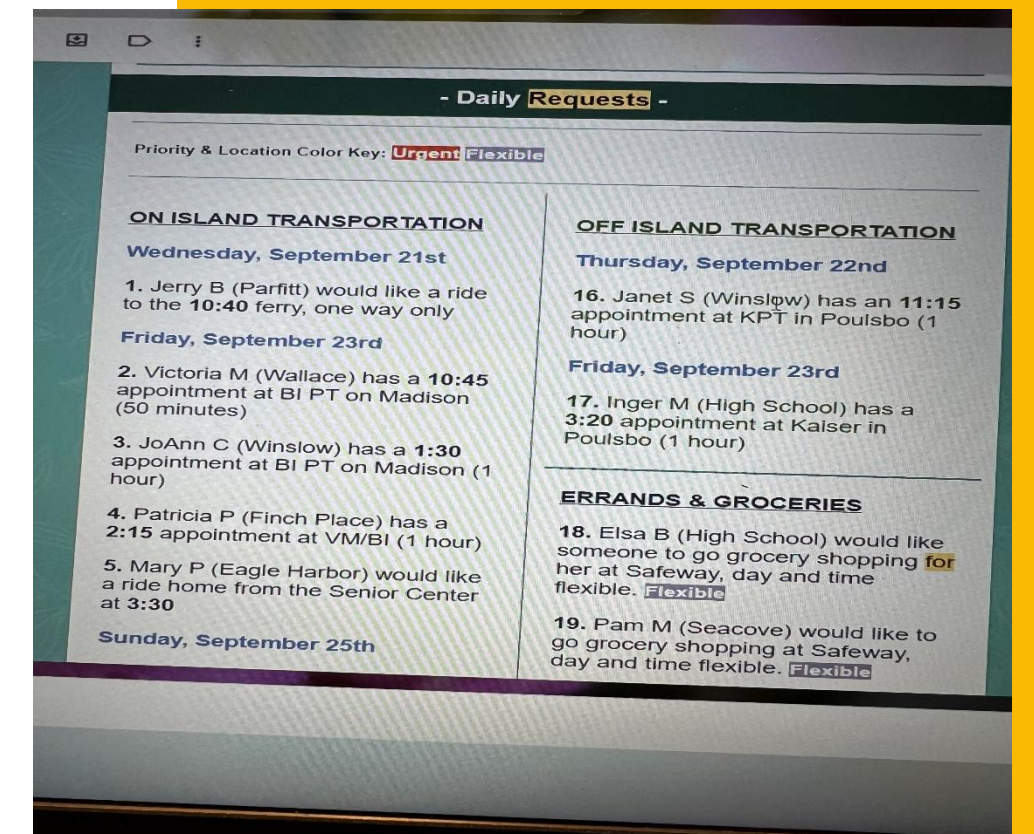 - Daily Requests -
Priority & Location Color Key: Urgent Flexible
ON ISLAND TRANSPORTATION
Wednesday, September 21st
1. Jerry B (Parfitt) would like a ride
to the 10:40 ferry, one way only
Friday, September 23rd
2. Victoria M (Wallace) has a 10:45
appointment at BI PT on Madison
(50 minutes)
3. JoAnn C (Winslow) has a 1:30
appointment at BI PT on Madison (1
hour)
4. Patricia P (Finch Place) has a
2:15 appointment at VM/BI (1 hour)
5. Mary P (Eagle Harbor) would like
a ride home from the Senior Center
at 3:30
Sunday, September 25th
OFF ISLAND TRANSPORTATION
Thursday, September 22nd
16. Janet S (Winslow) has an 11:15
appointment at KPT in Poulsbo (1
hour)
Friday, September 23rd
17. Inger M (High School) has a
3:20 appointment at Kaiser in
Poulsbo (1 hour)
ERRANDS & GROCERIES
18. Elsa B (High School) would like
someone to go grocery shopping for
her at Safeway, day and time
flexible. Flexible
19. Pam M (Seacove) would like to
go grocery shopping at Safeway,
day and time flexible. Flexible